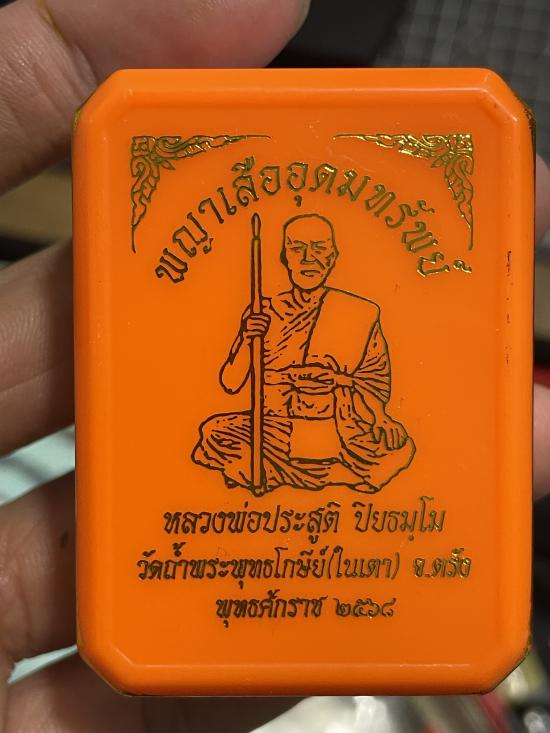 พญาเสืออุดมทรัพย์
หลวงพ่อประสูติ ปิยธมฺโม
วัดถ้ำพระพุทธโกษีย์(ในเตา) จ.ตรัง
พุทธศักราช ๒๕๖๘